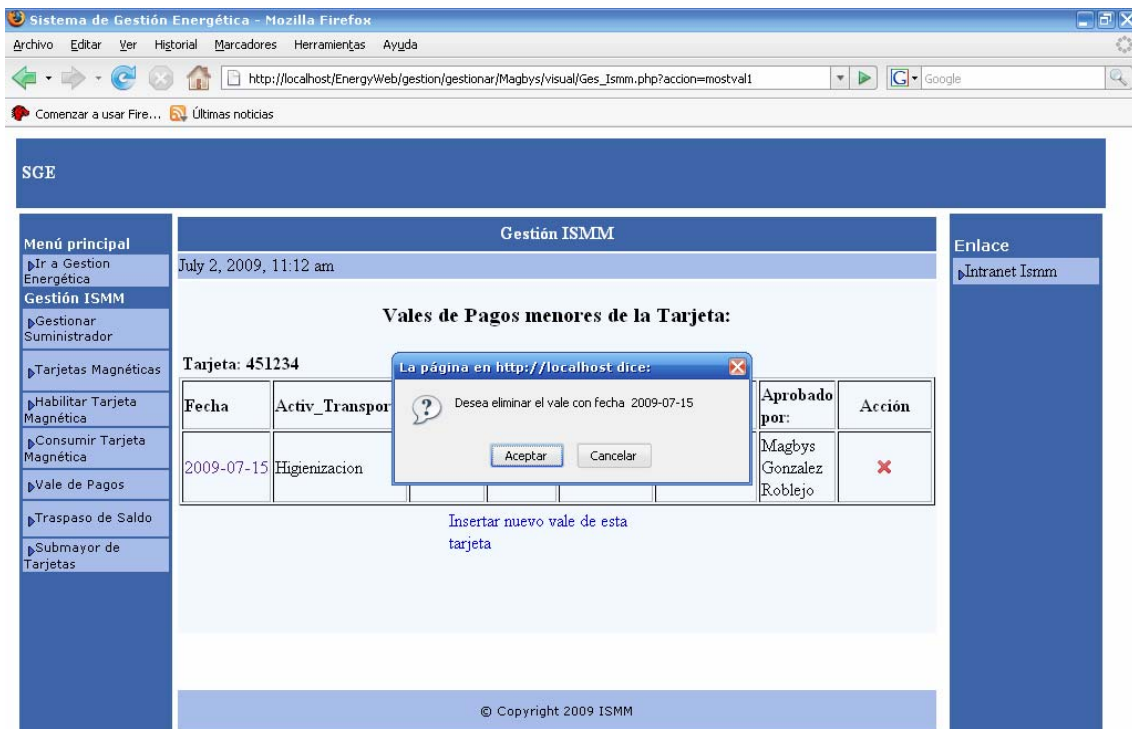 Sistema de Gestión Energética - Mozilla Firefox
Archivo Editar Ver Historial Marcadores Herramientas Ayuda
http://localhost/EnergyWeb/gestion/gestionar/Magbys/visual/Ges_Ismm.php?accion=mostval1
G Google
Comenzar a usar Fire... Últimas noticias
SGE
Menú principal
Ir a Gestion
Energética
Gestión ISMM
Gestionar
Suministrador
Tarjetas Magnéticas
Habilitar Tarjeta
Magnética
Consumir Tarjeta
Magnética
Vale de Pagos
Traspaso de Saldo
Submayor de
Tarjetas
Gestión ISMM
July 2, 2009, 11:12 am
Vales de Pagos menores de la Tarjeta:
Tarjeta: 451234
Fecha Activ_Transpor Aprobado
por: Acción
2009-07-15 Higienizacion Magbys
Gonzalez
Roblejo
La página en http://localhost dice:
Desea eliminar el vale con fecha 2009-07-15
Aceptar Cancelar
Insertar nuevo vale de esta
tarjeta
Enlace
Intranet Ismm
© Copyright 2009 ISMM